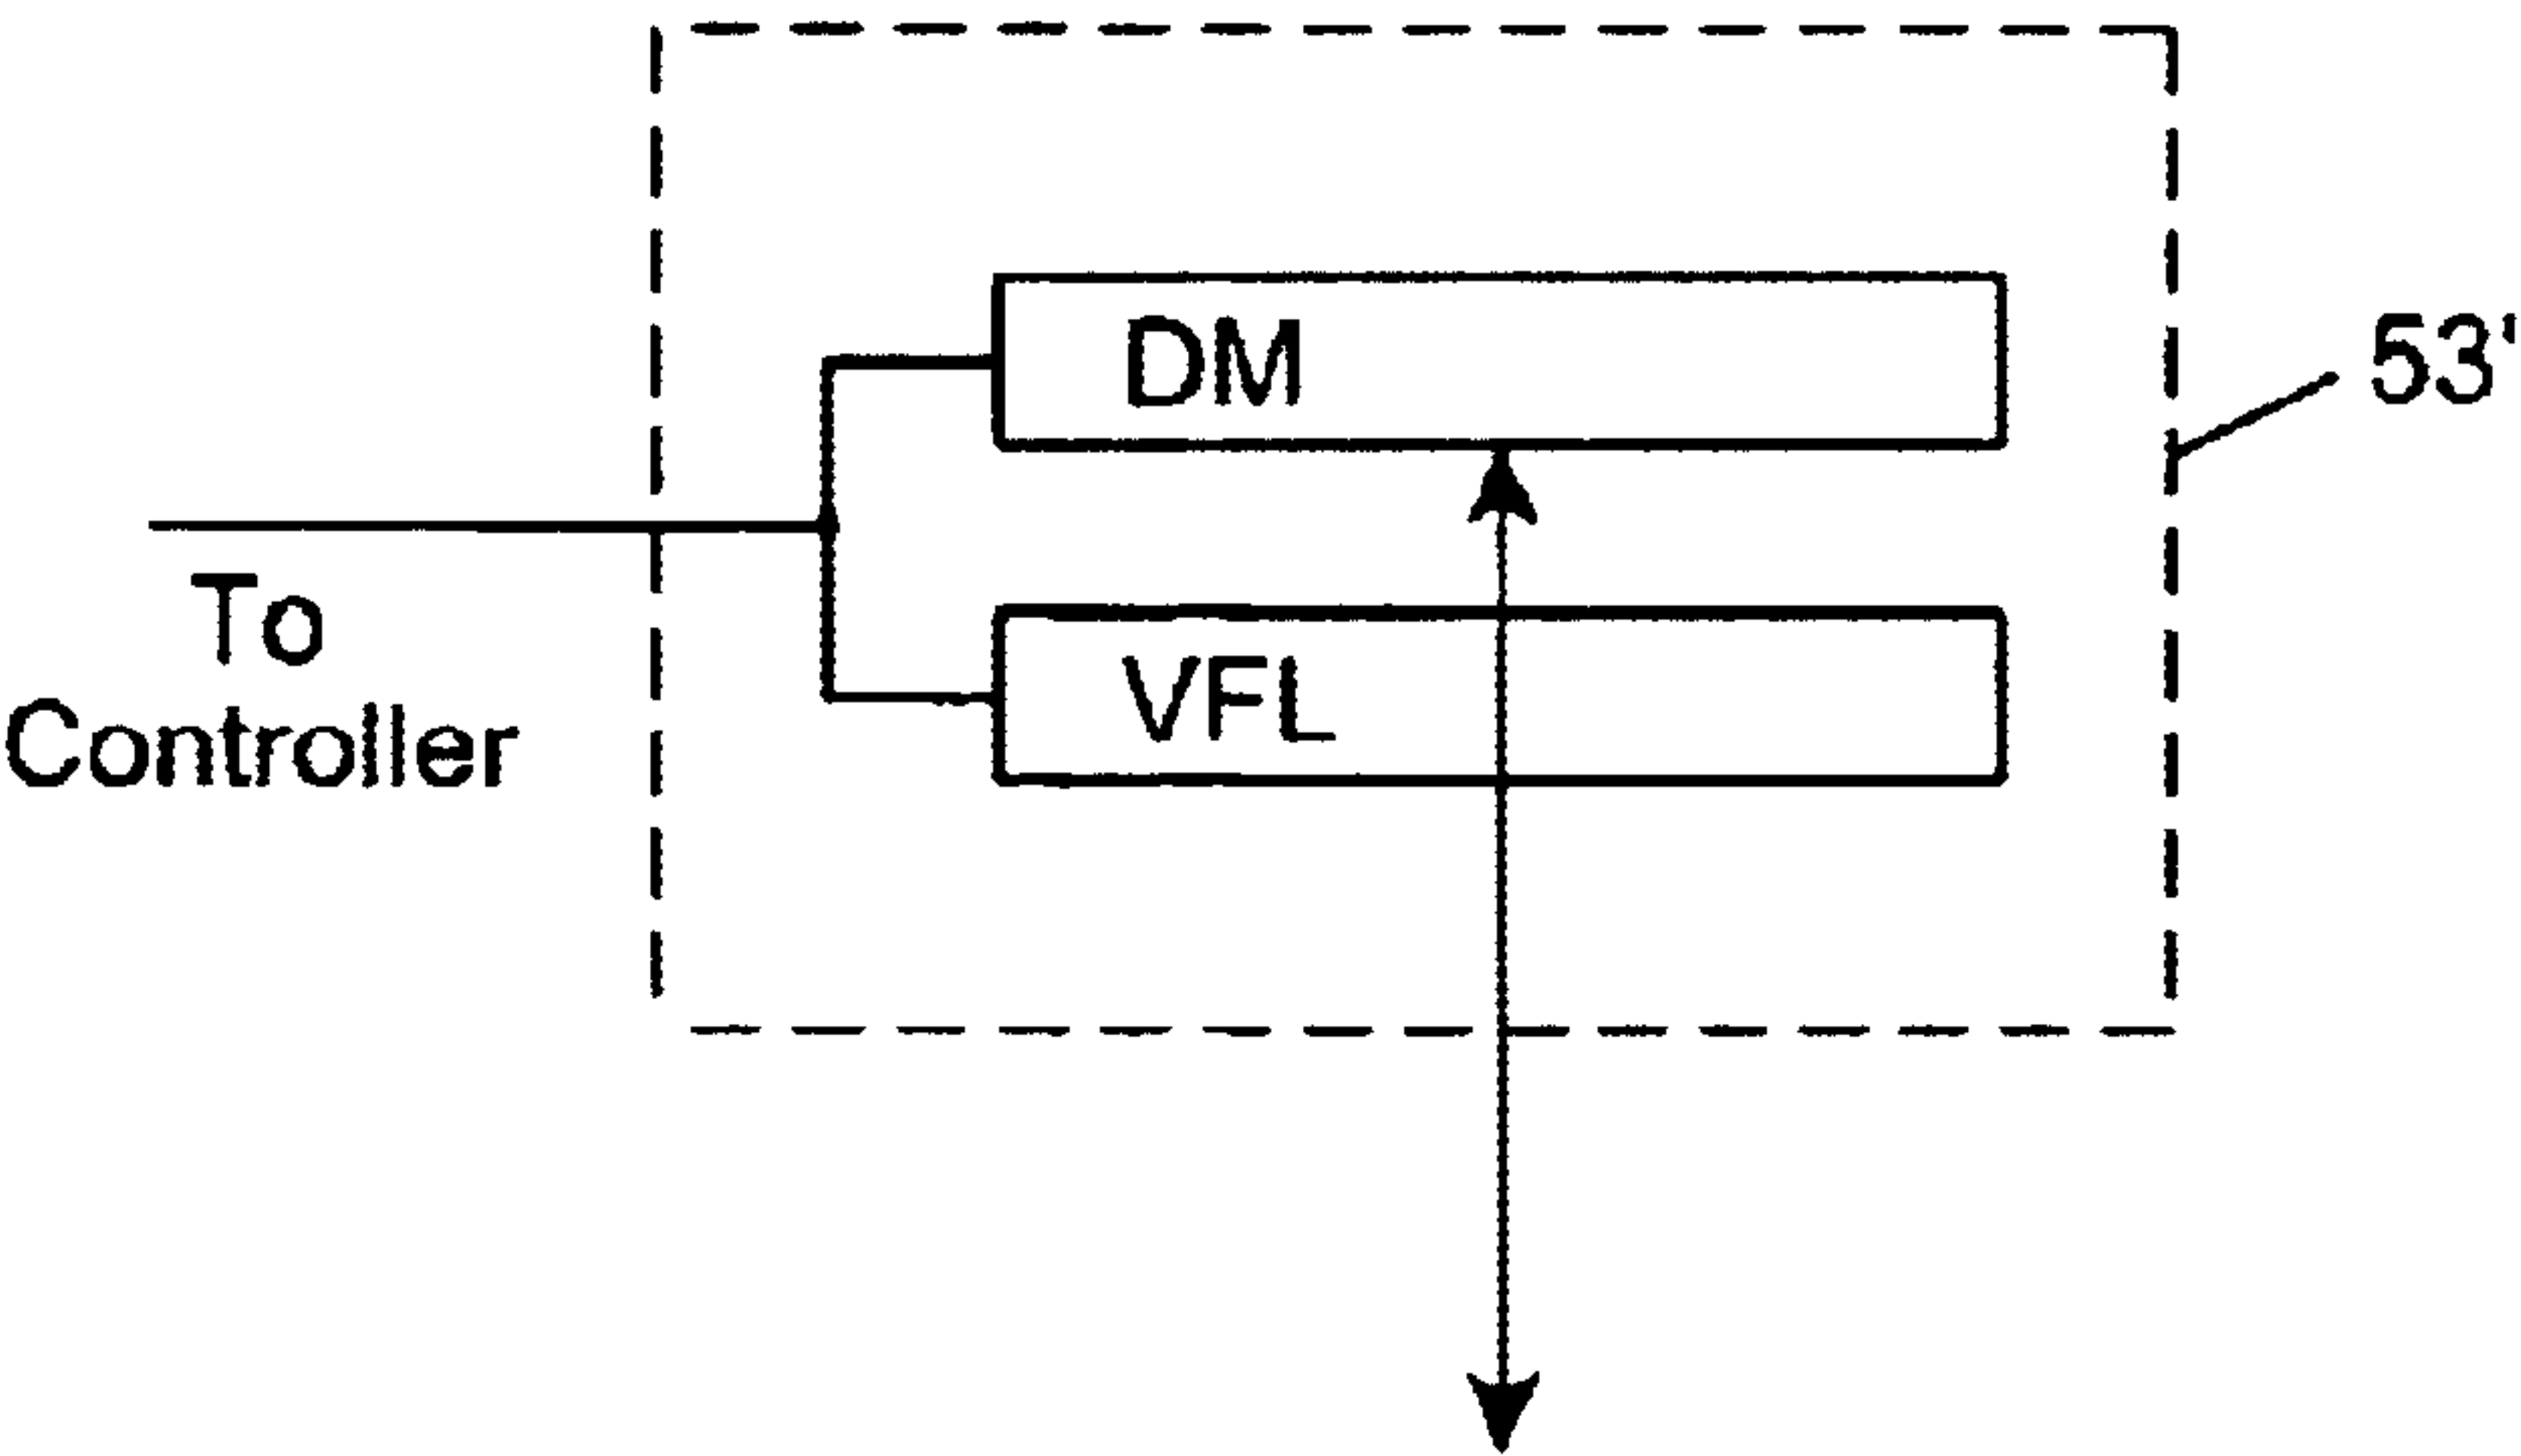 DM
53'
To
Controller
VFL